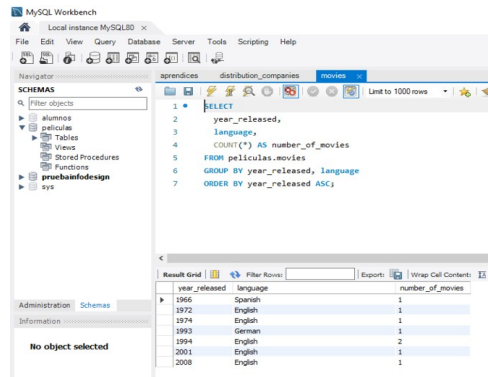 MySQL Workbench
Local instance MySQL80 ×
File Edit View Query Database Server Tools Scripting Help
Navigator
SCHEMAS
Filter objects
alumnos
peliculas
Tables
Views
Stored Procedures
Functions
pruebainfodesign
sys
Administration Schemas
Information
No object selected
aprendices distribution_companies movies ×
Limit to 1000 rows
1 SELECT
2 year_released,
3 language,
4 COUNT(*) AS number_of_movies
5 FROM peliculas.movies
6 GROUP BY year_released, language
7 ORDER BY year_released ASC;
Result Grid Filter Rows: Export: Wrap Cell Content:
year_released language number_of_movies
1966 Spanish 1
1972 English 1
1974 English 1
1993 German 1
1994 English 2
2001 English 1
2008 English 1